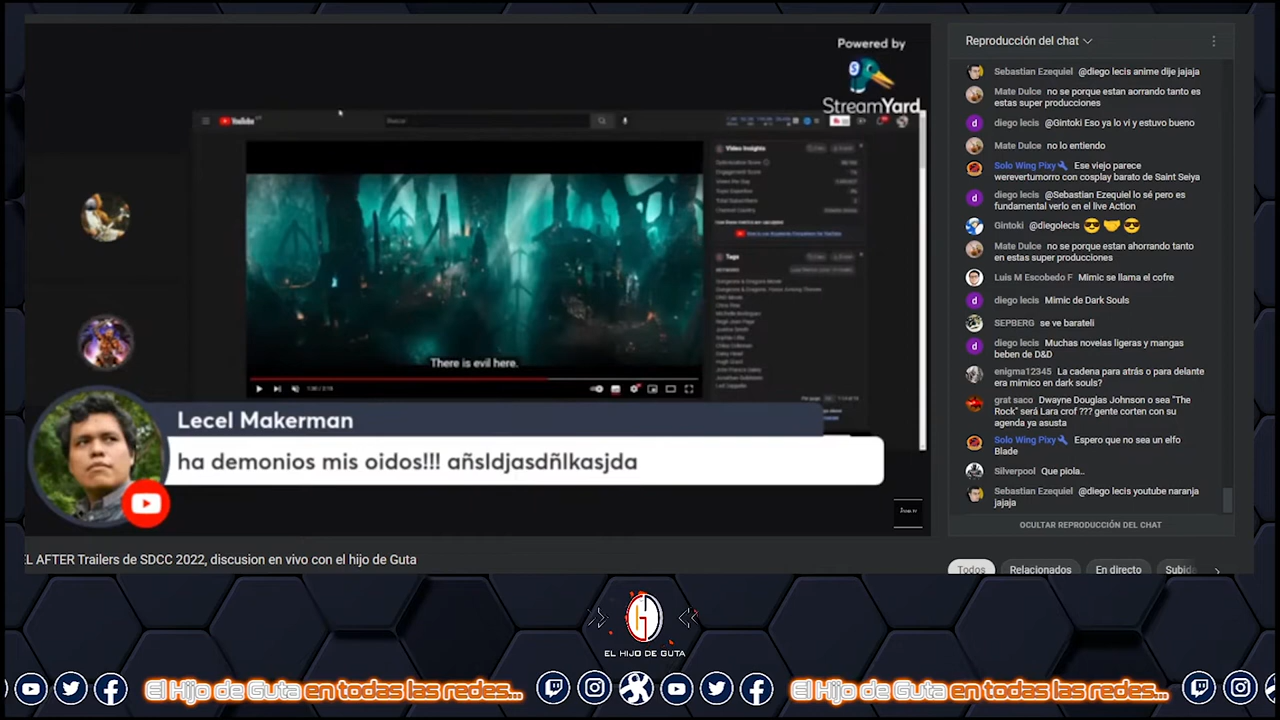 Powered by
StreamYard
YouTube
Buscar
Video Insights
Tags
There is evil here.
Lecel Makerman
ha demonios mis oidos!!! añsldjasdñlkasjda
EL AFTER Trailers de SDCC 2022, discusion en vivo con el hijo de Guta
Reproducción del chat
Sebastian Ezequiel @diego lecis anime dije jajaja
Mate Dulce no se porque estan aorrando tanto es
estas super producciones
diego lecis @Gintoki Eso ya lo vi y estuvo bueno
Mate Dulce no lo entiendo
Solo Wing Pixy Ese viejo parece
werevertumorro con cosplay barato de Saint Seiya
diego lecis @Sebastian Ezequiel lo sé pero es
fundamental verlo en el live Action
Gintoki @diegolecis 😎🤝😎
Mate Dulce no se porque estan ahorrando tanto
en estas super producciones
Luis M Escobedo F Mimic se llama el cofre
diego lecis Mimic de Dark Souls
SEPBERG se ve barateli
diego lecis Muchas novelas ligeras y mangas
beben de D&D
enigma12345 La cadena para atrás o para delante
era mimico en dark souls?
grat saco Dwayne Douglas Johnson o sea "The
Rock" será Lara crof ??? gente corten con su
agenda ya asusta
Solo Wing Pixy Espero que no sea un elfo
Blade
Silverpool Que piola..
Sebastian Ezequiel @diego lecis youtube naranja
jajaja
OCULTAR REPRODUCCIÓN DEL CHAT
Todos Relacionados En directo Subid
EL HIJO DE GUTA
El Hijo de Guta en todas las redes... El Hijo de Guta en todas las redes...